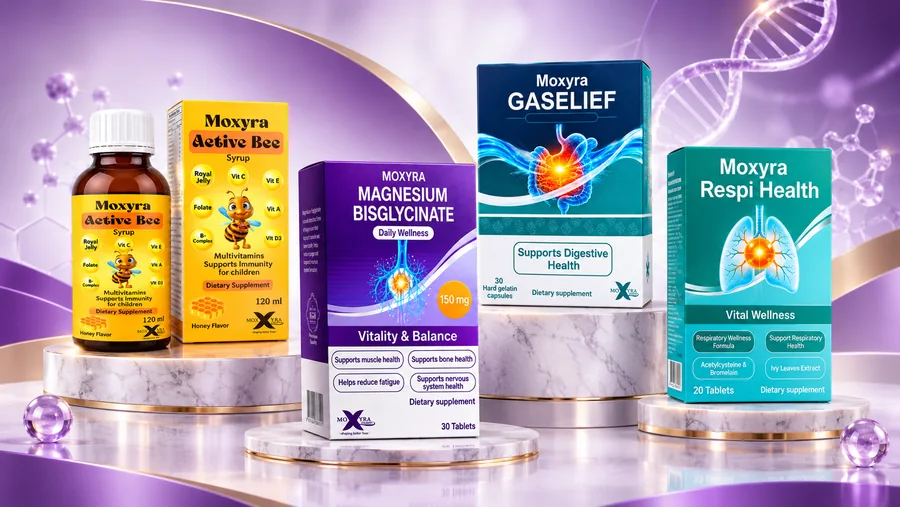 Moxyra
Active Bee
Syrup
Royal
Jelly
Vit C
Vit E
Folate
Vit A
B-
Complex
Vit D3
Multivitamins
Supports Immunity
for children
Dietary Supplement
120 ml
Honey Flavor
MOXYRA
Moxyra
Active Bee
Syrup
Royal
Jelly
Vit C
Vit E
Folate
Vit A
B-
Complex
Vit D3
Multivitamins
Supports Immunity
for children
Dietary Supplement
120 ml
Honey Flavor
MOXYRA
MOXYRA
MAGNESIUM
BISGLYCINATE
Daily Wellness
150 mg
Vitality & Balance
Supports muscle health
Supports bone health
Helps reduce fatigue
Supports nervous
system health
Dietary supplement
MOXYRA
30 Tablets
Moxyra
GASELIEF
Supports Digestive
Health
30
Hard gelatin
capsules
Dietary supplement
MOXYRA
Moxyra
Respi Health
Vital Wellness
Respiratory Wellness
Formula
Support Respiratory
Health
Acetylcysteine &
Bromelain
Ivy Leaves Extract
20 Tablets
Dietary supplement